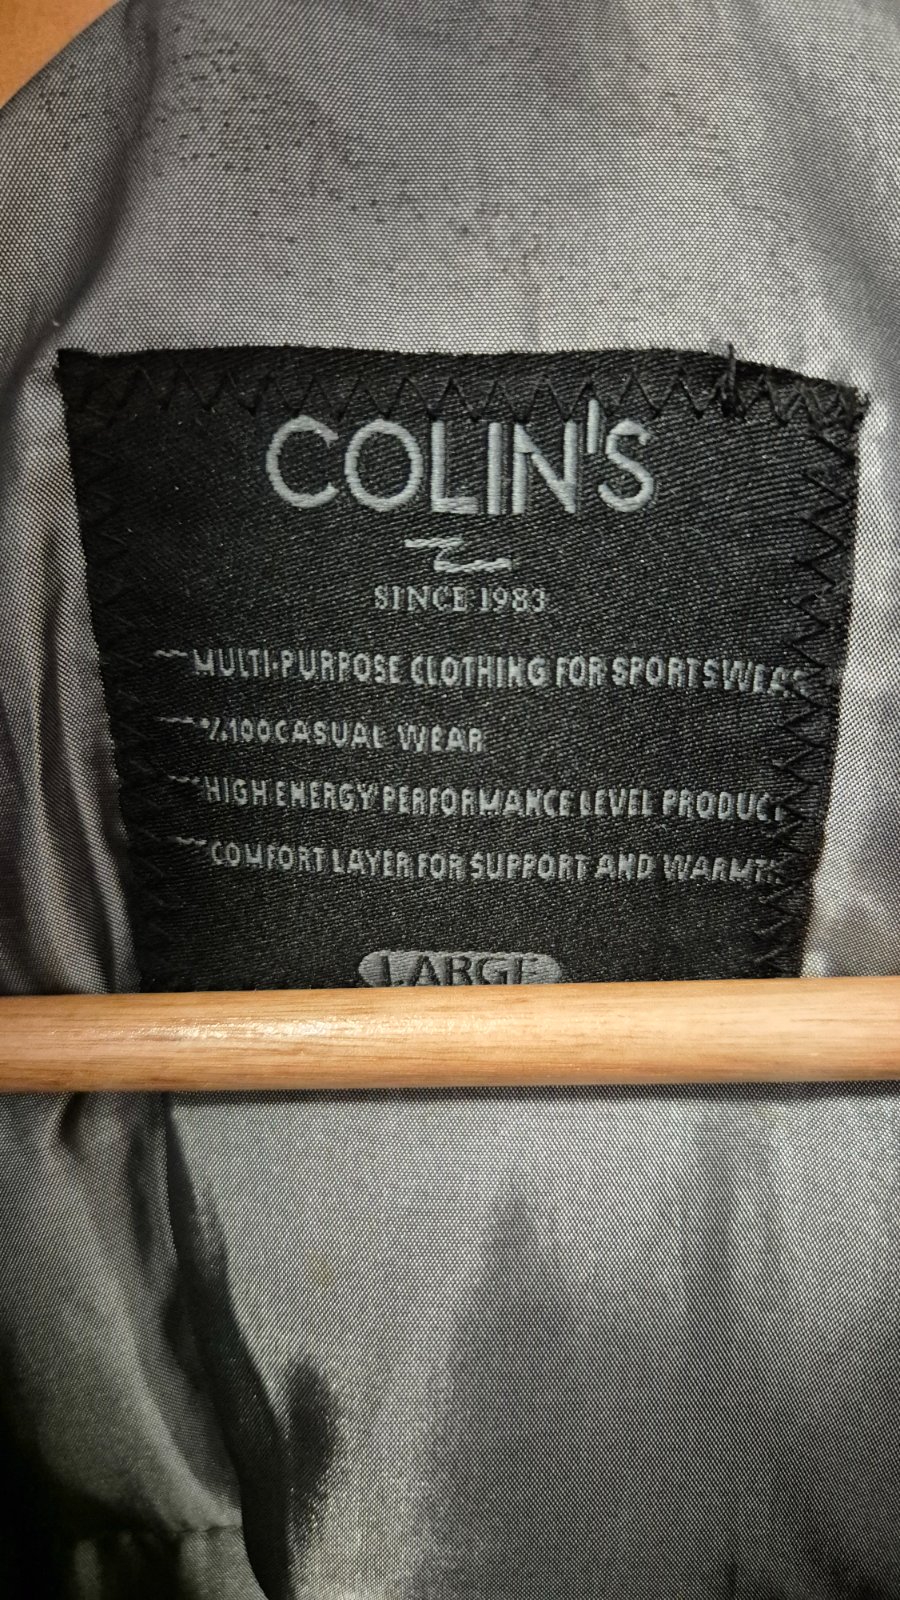 COLIN'S
SINCE 1983
MULTI-PURPOSE CLOTHING FOR SPORTSWEAR
%100 CASUAL WEAR
HIGH ENERGY PERFORMANCE LEVEL PRODUCT
COMFORT LAYER FOR SUPPORT AND WARMTH
LARGE